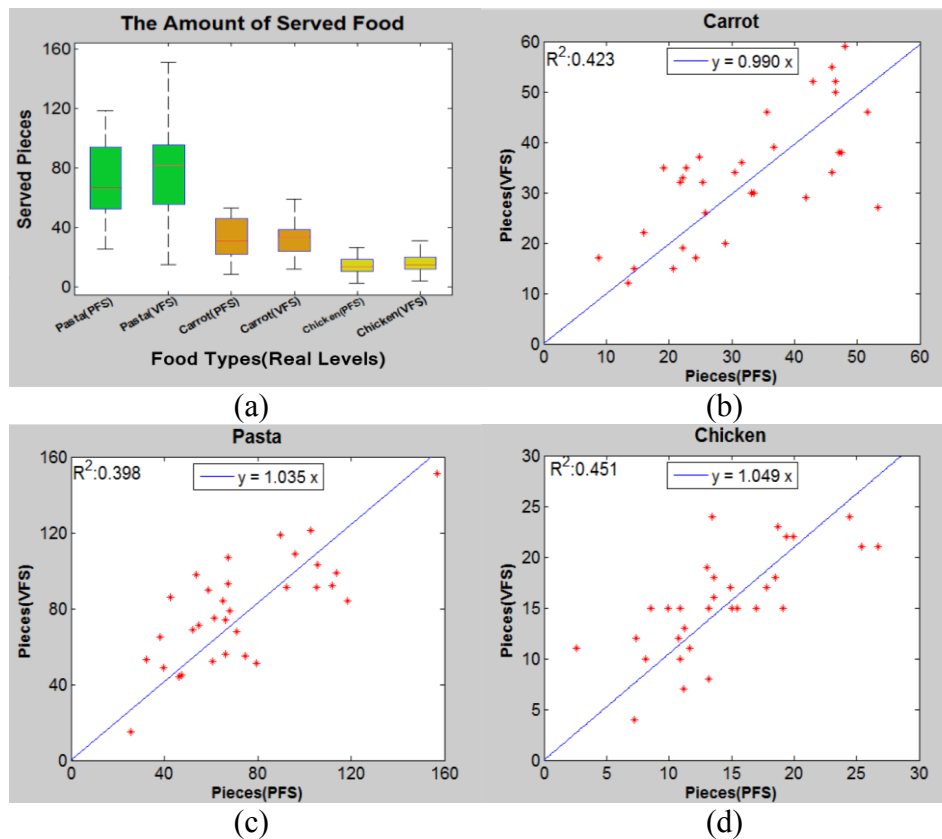 The Amount of Served Food
160
120
80
40
0
Served Pieces
Pasta(PFS)
Pasta(VFS)
Carrot(PFS)
Carrot(VFS)
Chicken(PFS)
Chicken(VFS)
Food Types(Real Levels)
(a)
Carrot
R²:0.423
y = 0.990 x
60
50
40
30
20
10
0
Pieces(VFS)
0 10 20 30 40 50 60
Pieces(PFS)
(b)
Pasta
R²:0.398
y = 1.035 x
160
120
80
40
0
Pieces(VFS)
0 40 80 120 160
Pieces(PFS)
(c)
Chicken
R²:0.451
y = 1.049 x
30
25
20
15
10
5
0
Pieces(VFS)
0 5 10 15 20 25 30
Pieces(PFS)
(d)